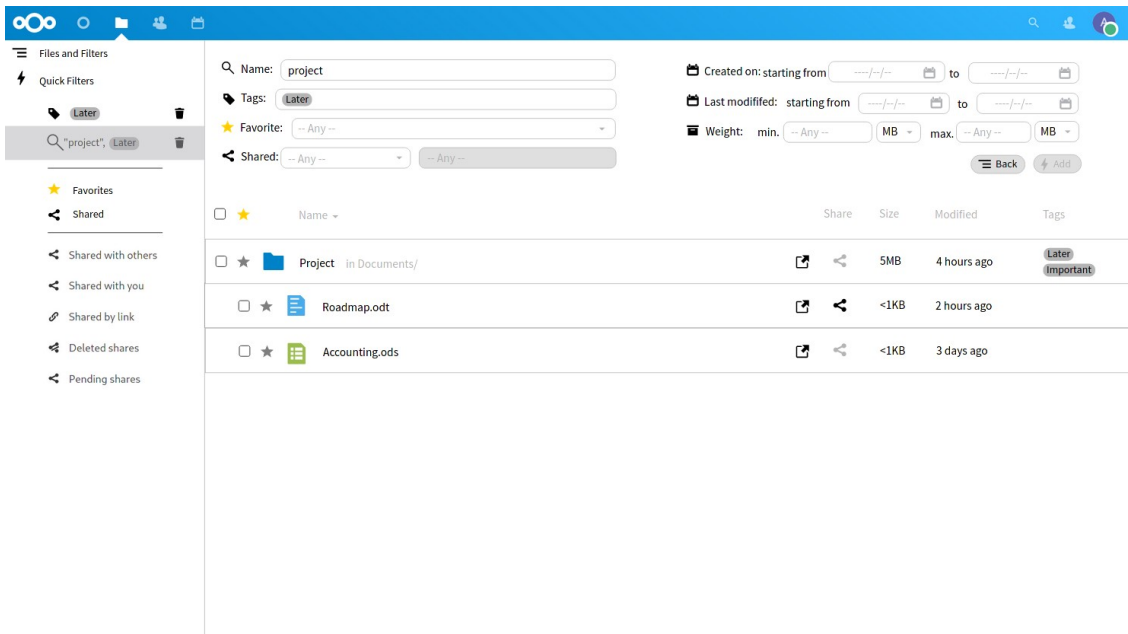 A
Files and Filters
Quick Filters
Later
"project", Later
Favorites
Shared
Shared with others
Shared with you
Shared by link
Deleted shares
Pending shares
Name: project
Tags: Later
Favorite: -- Any --
Shared: -- Any -- -- Any --
Created on: starting from ----/--/-- to ----/--/--
Last modififed: starting from ----/--/-- to ----/--/--
Weight: min. -- Any -- MB max. -- Any -- MB
Back Add
Name Share Size Modified Tags
Project in Documents/ 5MB 4 hours ago Later
Important
Roadmap.odt <1KB 2 hours ago
Accounting.ods <1KB 3 days ago